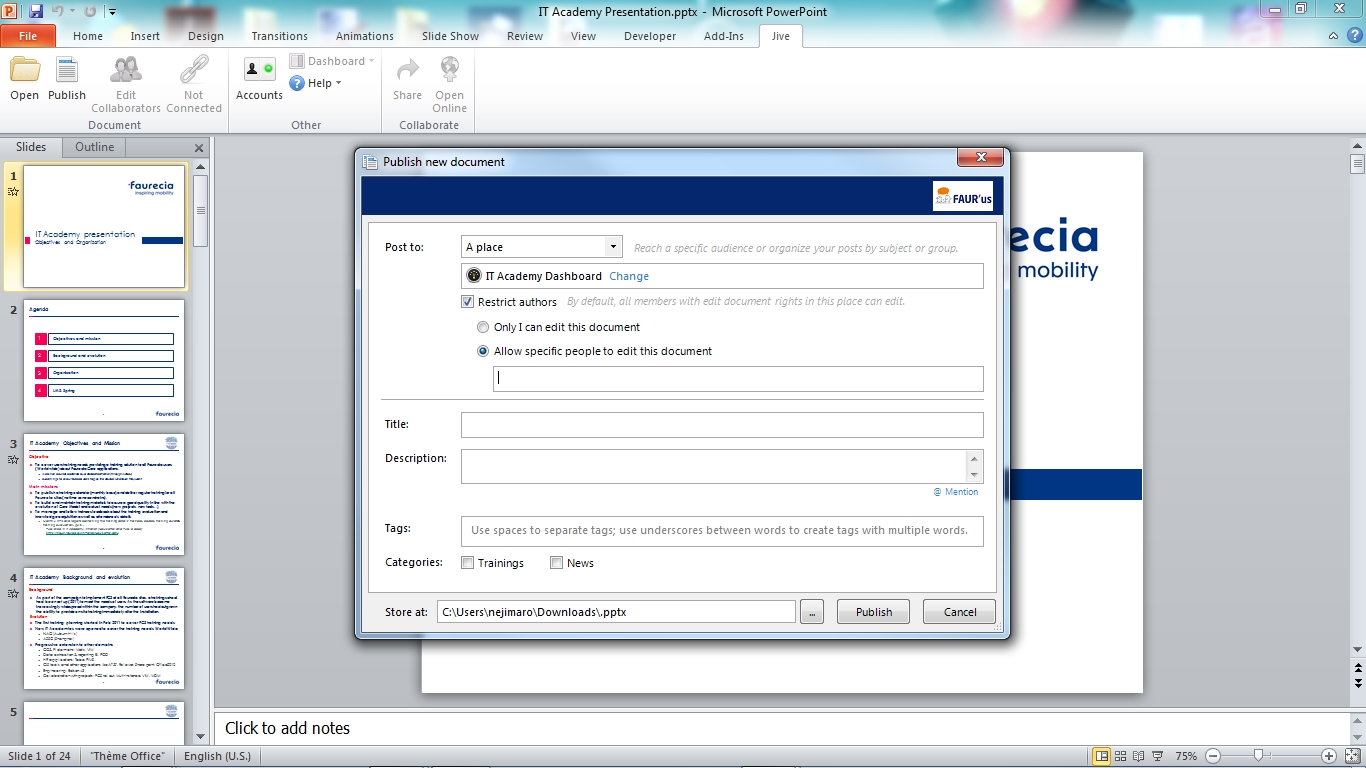 IT Academy Presentation.pptx - Microsoft PowerPoint
File Home Insert Design Transitions Animations Slide Show Review View Developer Add-Ins Jive
Open Publish Edit Collaborators Not Connected
Document
Accounts Dashboard
Help
Other
Share Open Online
Collaborate
Slides Outline
1
faurecia
inspiring mobility
IT Academy presentation
Objectives and Organization
2
Agenda
1 Objectives and mission
2 Background and evolution
3 Organization
4 LMS Spring
faurecia
3
IT Academy Objectives and Mission
Objective
Main missions
faurecia
4
IT Academy Background and evolution
Background
Evolution
faurecia
5
ecia
mobility
Publish new document
FAUR'us
Post to: A place Reach a specific audience or organize your posts by subject or group.
IT Academy Dashboard Change
Restrict authors By default, all members with edit document rights in this place can edit.
Only I can edit this document
Allow specific people to edit this document
Title:
Description:
@ Mention
Tags: Use spaces to separate tags; use underscores between words to create tags with multiple words.
Categories: Trainings News
Store at: C:\Users\nejimaro\Downloads\.pptx ... Publish Cancel
Click to add notes
Slide 1 of 24 "Thème Office" English (U.S.) 75%